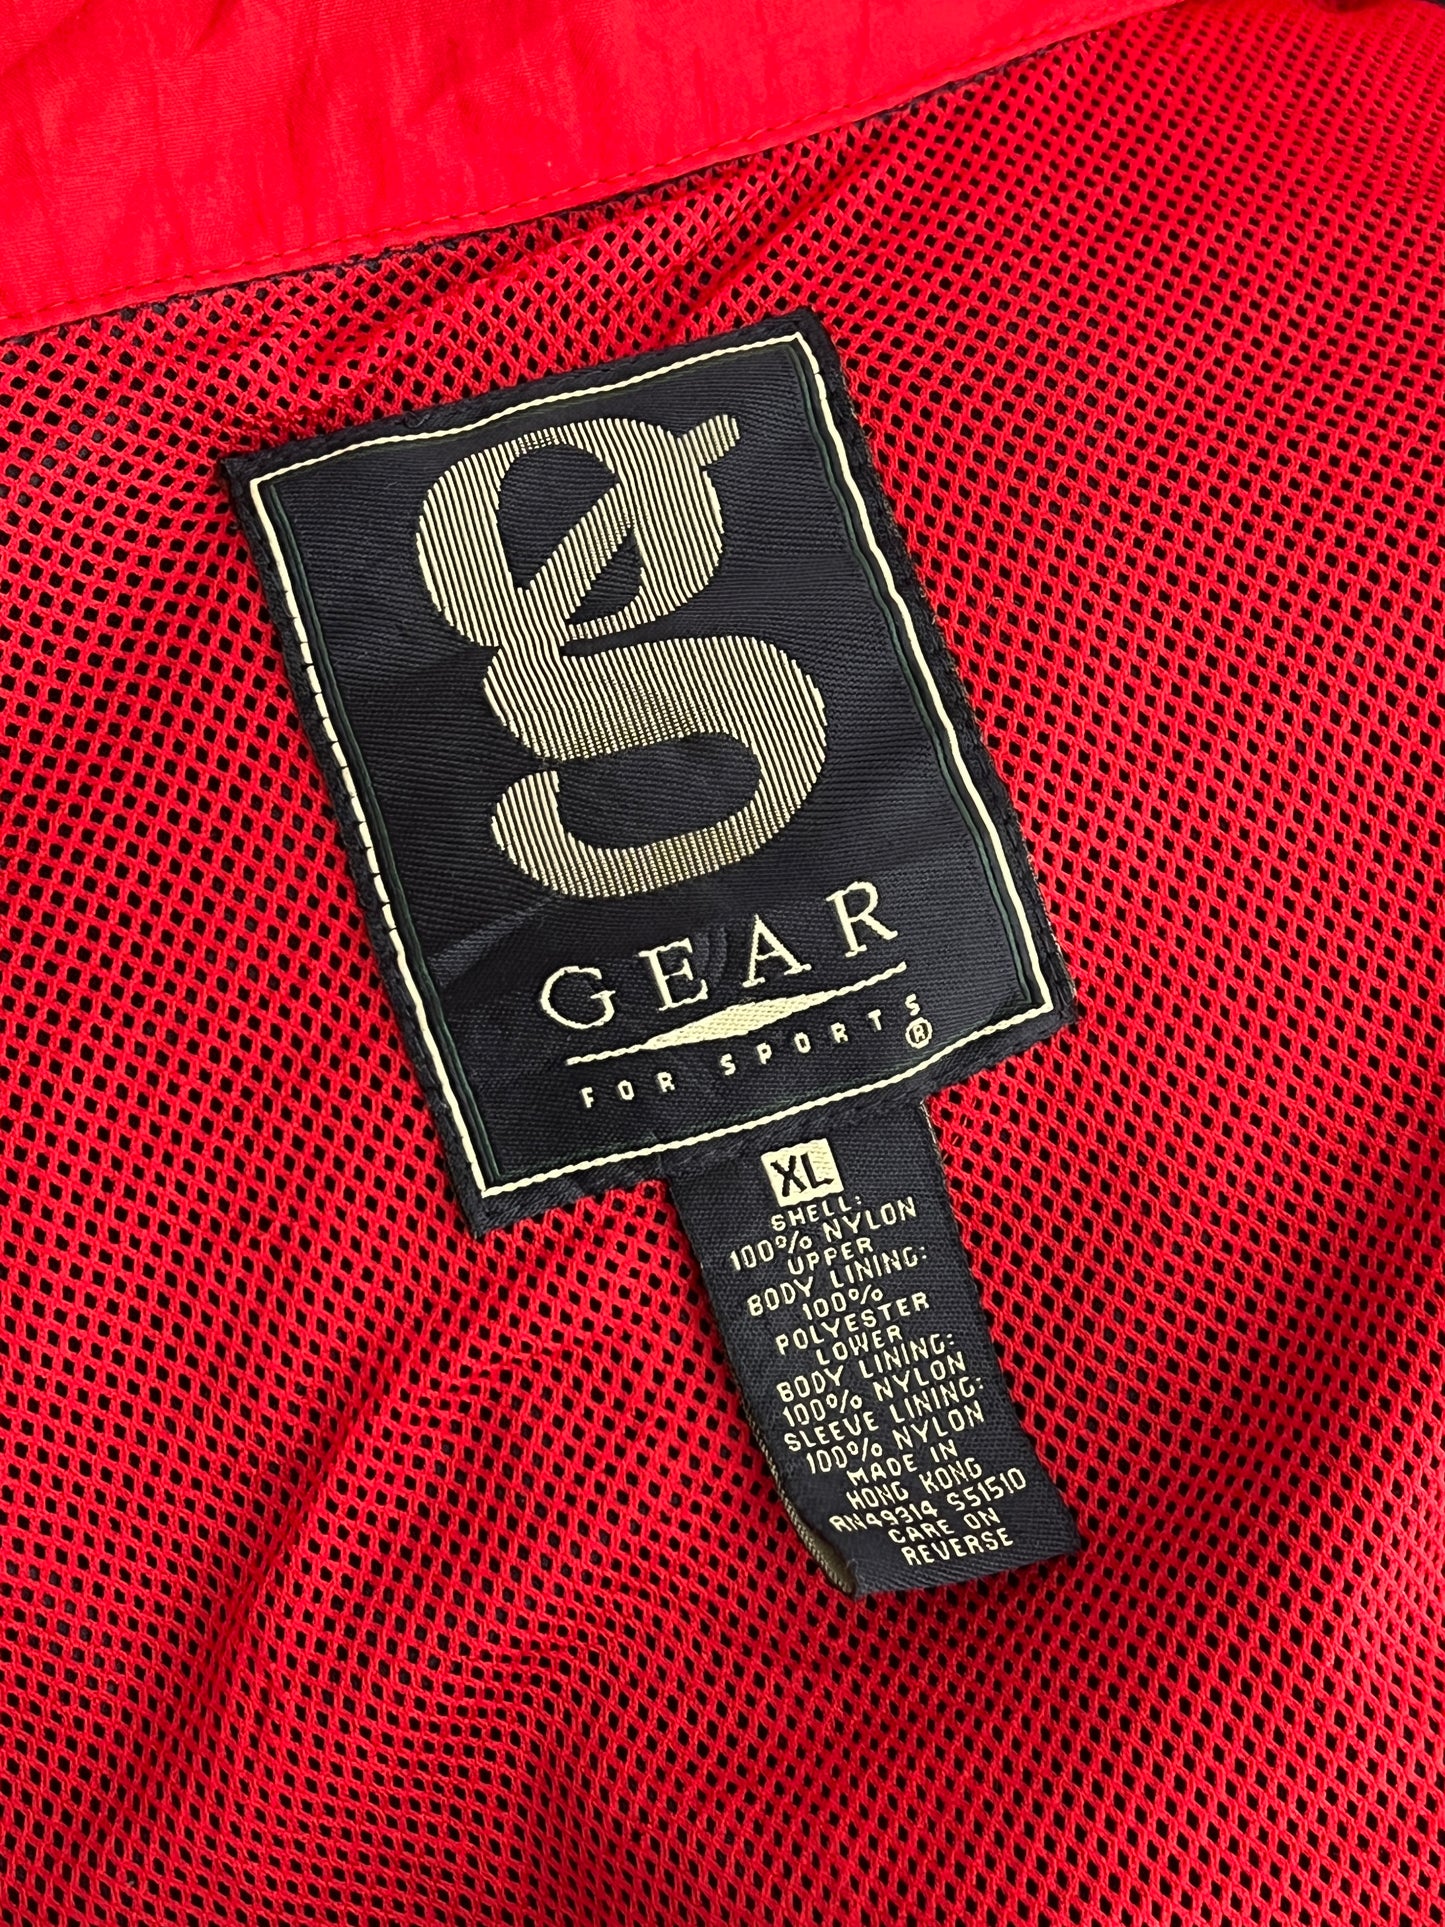 g
GEAR
FOR SPORTS®
XL
SHELL:
100% NYLON
UPPER
BODY LINING:
100%
POLYESTER
LOWER
BODY LINING:
100% NYLON
SLEEVE LINING:
100% NYLON
MADE IN
HONG KONG
RN49314 S51510
CARE ON
REVERSE